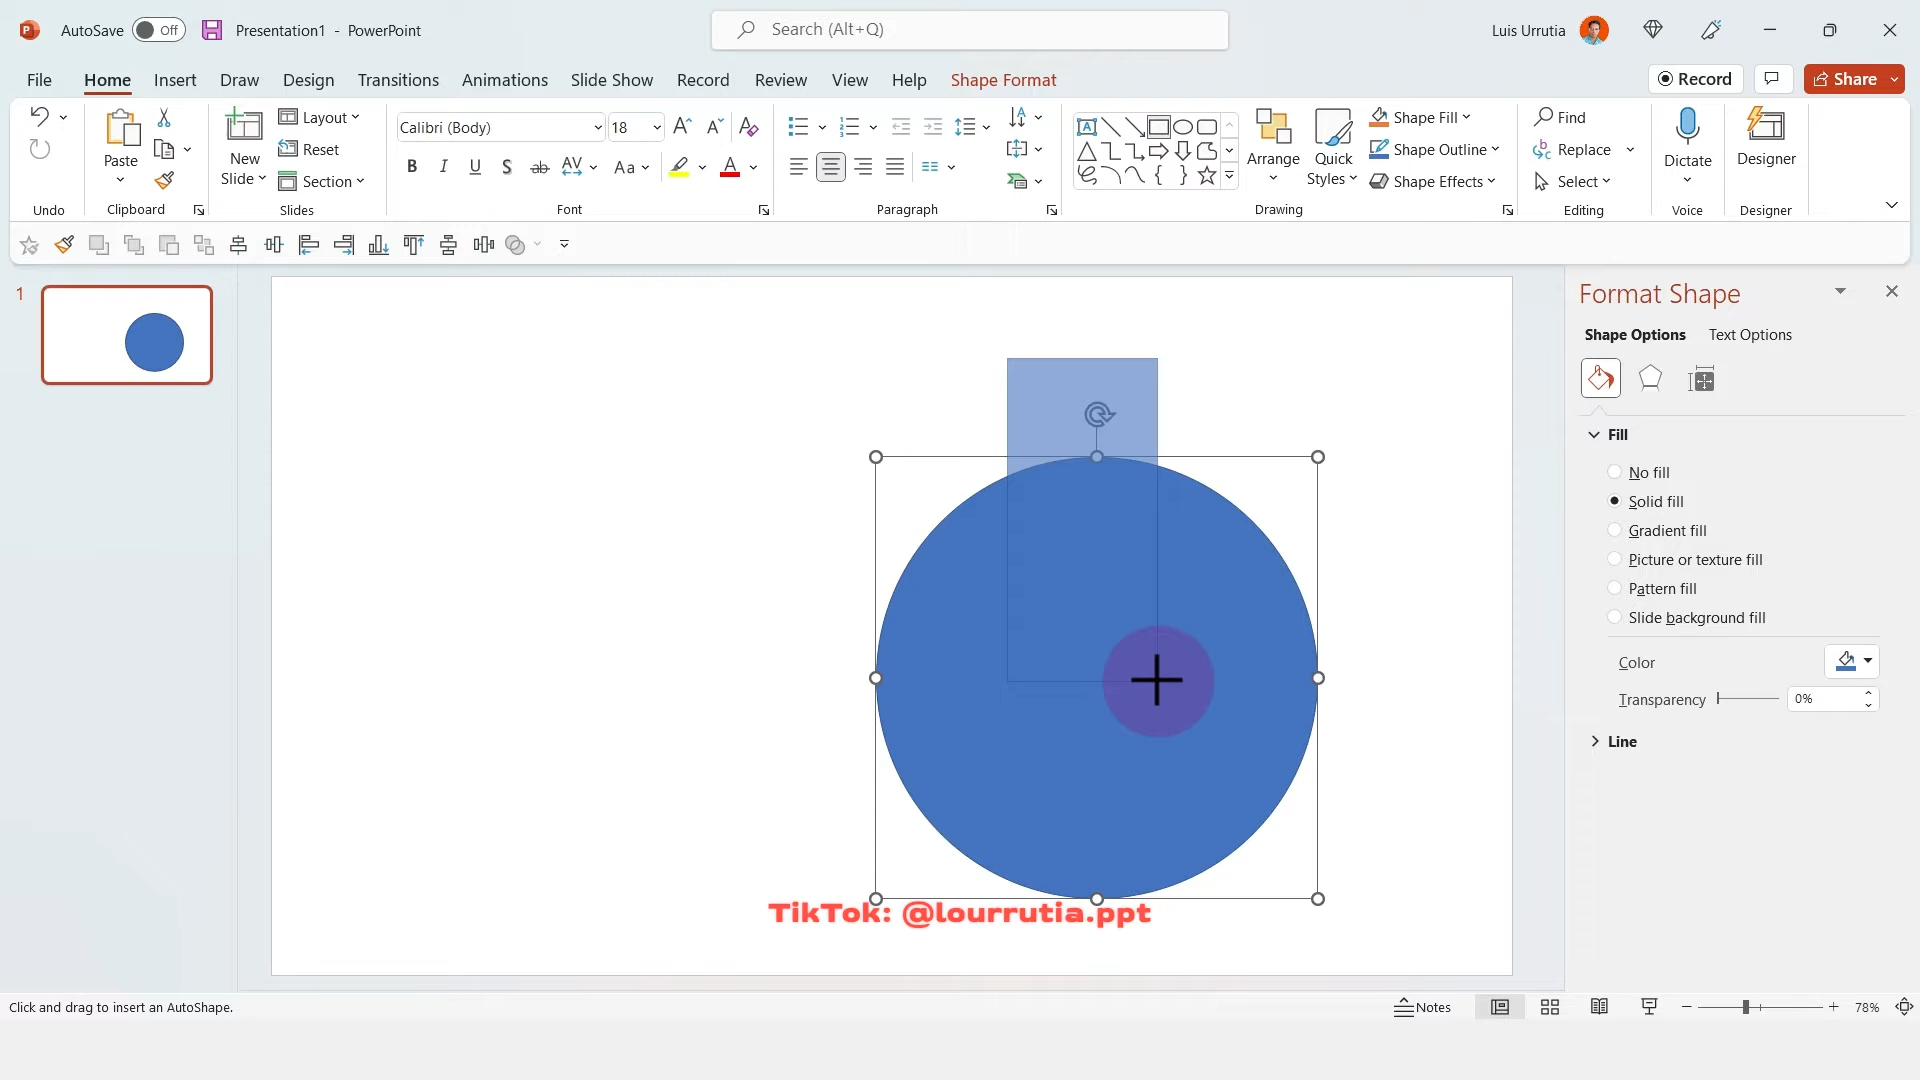 AutoSave Off Presentation1 - PowerPoint Search (Alt+Q) Luis Urrutia
File Home Insert Draw Design Transitions Animations Slide Show Record Review View Help Shape Format Record Share
Paste New Slide Layout Reset Section
Calibri (Body) 18
B I U S ab AV Aa A
Arrange Quick Styles Shape Fill Shape Outline Shape Effects
Find Replace Select Dictate Designer
Undo Clipboard Slides Font Paragraph Drawing Editing Voice Designer
1
Format Shape
Shape Options Text Options
Fill
No fill
Solid fill
Gradient fill
Picture or texture fill
Pattern fill
Slide background fill
Color
Transparency 0%
Line
TikTok: @lourrutia.ppt
Click and drag to insert an AutoShape. Notes 78%